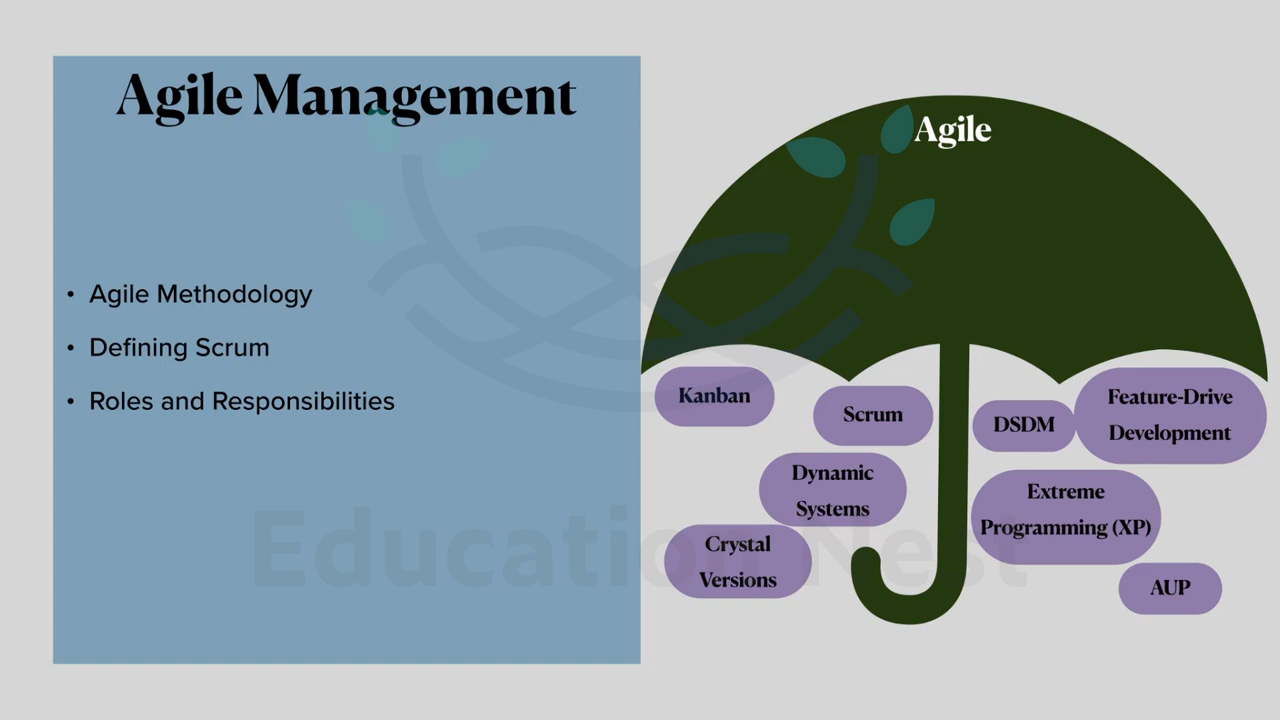 Agile Management
• Agile Methodology
• Defining Scrum
• Roles and Responsibilities
Agile
Kanban
Scrum
DSDM
Feature-Drive
Development
Dynamic
Systems
Extreme
Programming (XP)
Crystal
Versions
AUP
Education Nest